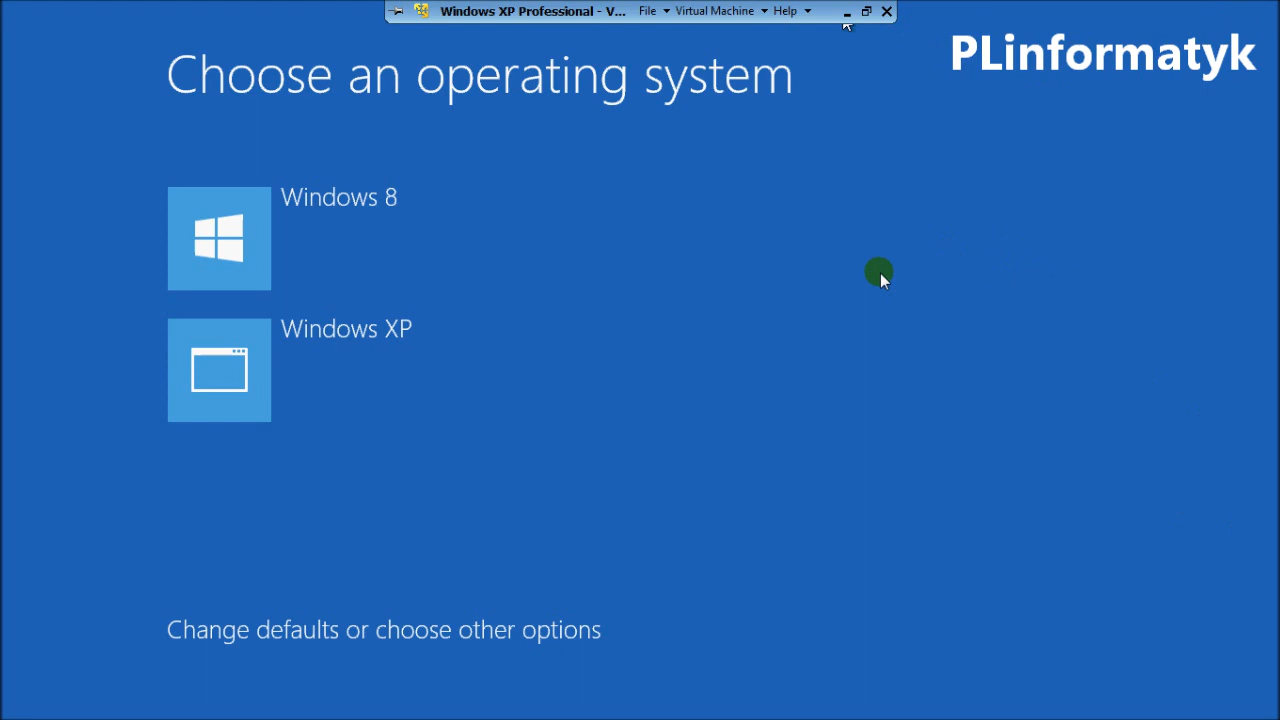 Windows XP Professional - V... File Virtual Machine Help
PLinformatyk
Choose an operating system
Windows 8
Windows XP
Change defaults or choose other options